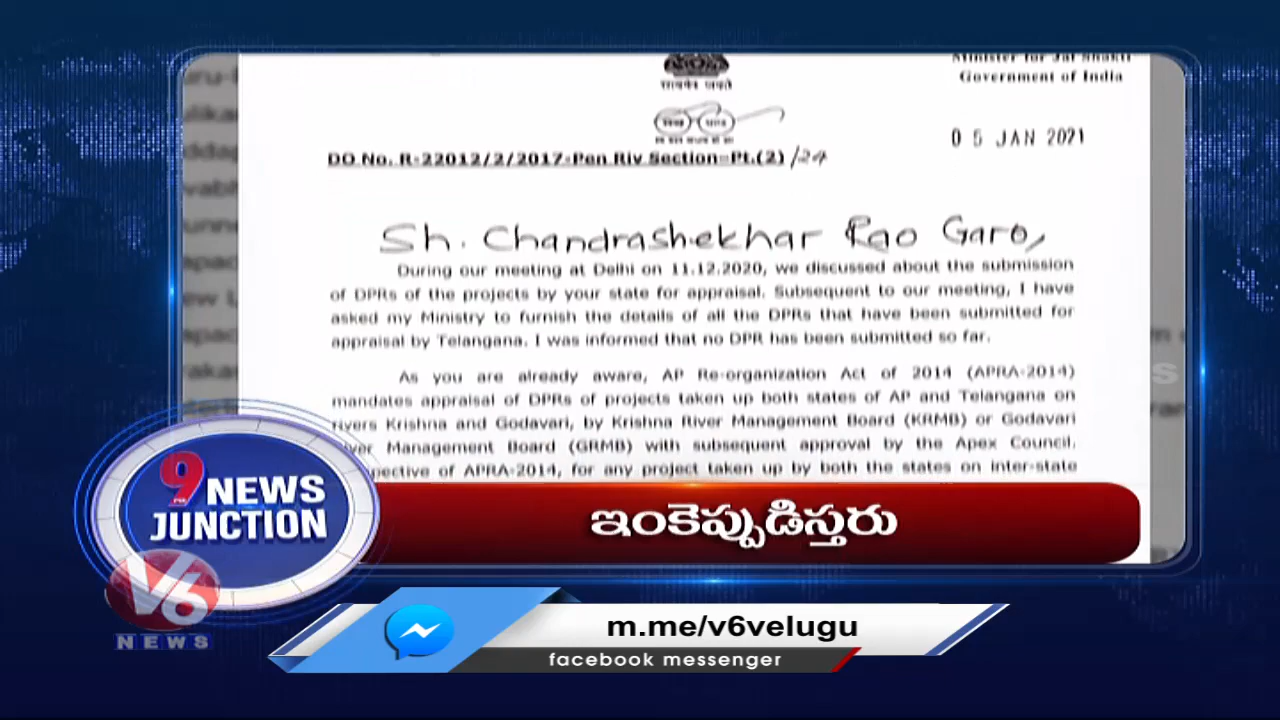 Minister for Jal Shakti
Government of India
सत्यमेव जयते
0 5 JAN 2021
DO.No. R-22012/2/2017-Pen Riv Section-Pt.(2) /24
Sh. Chandrashekhar Rao Garo,
During our meeting at Delhi on 11.12.2020, we discussed about the submission
of DPRs of the projects by your state for appraisal. Subsequent to our meeting, I have
asked my Ministry to furnish the details of all the DPRs that have been submitted for
appraisal by Telangana. I was informed that no DPR has been submitted so far.
As you are already aware, AP Re-organization Act of 2014 (APRA-2014)
mandates appraisal of DPRs of projects taken up both states of AP and Telangana on
rivers Krishna and Godavari, by Krishna River Management Board (KRMB) or Godavari
Management Board (GRMB) with subsequent approval by the Apex Council.
of APRA-2014, for any project taken up by both the states on inter-state
9 PM NEWS
JUNCTION
ఇంకెప్పుడిస్తరు
V6
NEWS
m.me/v6velugu
facebook messenger